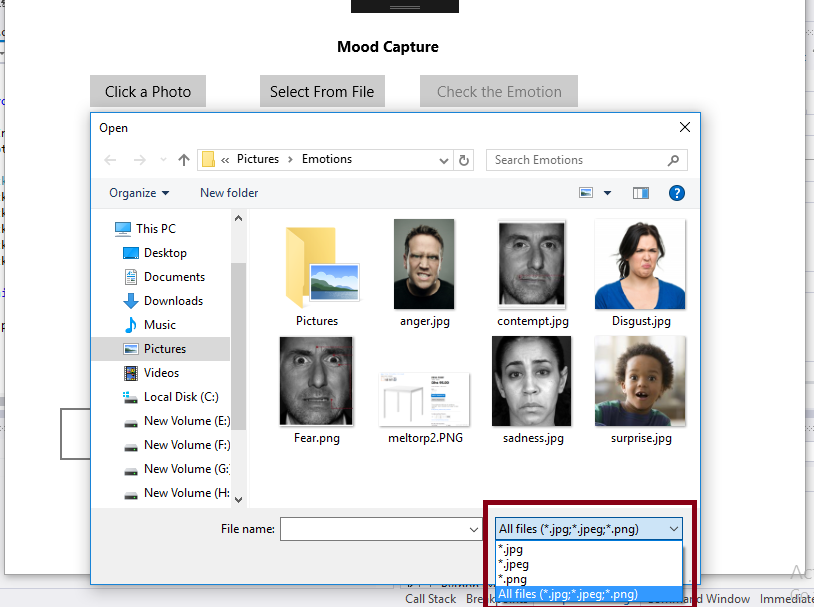 Mood Capture
Click a Photo
Select From File
Check the Emotion
Open
« Pictures > Emotions
Search Emotions
Organize
New folder
This PC
Desktop
Documents
Downloads
Music
Pictures
Videos
Local Disk (C:)
New Volume (E:)
New Volume (F:)
New Volume (G:
New Volume (H:
Pictures
anger.jpg
contempt.jpg
Disgust.jpg
Fear.png
meltorp2.PNG
sadness.jpg
surprise.jpg
File name:
All files (*.jpg;*.jpeg;*.png)
*.jpg
*.jpeg
*.png
All files (*.jpg;*.jpeg;*.png)
Call Stack
Window
Immediate